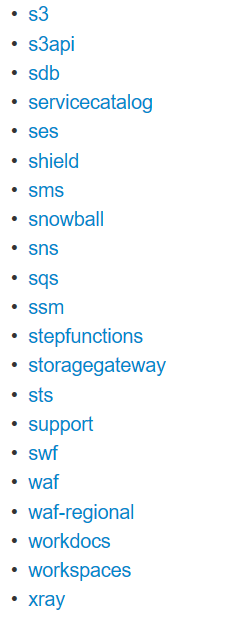 s3
s3api
sdb
servicecatalog
ses
shield
sms
snowball
sns
sqs
ssm
stepfunctions
storagegateway
sts
support
swf
waf
waf-regional
workdocs
workspaces
xray